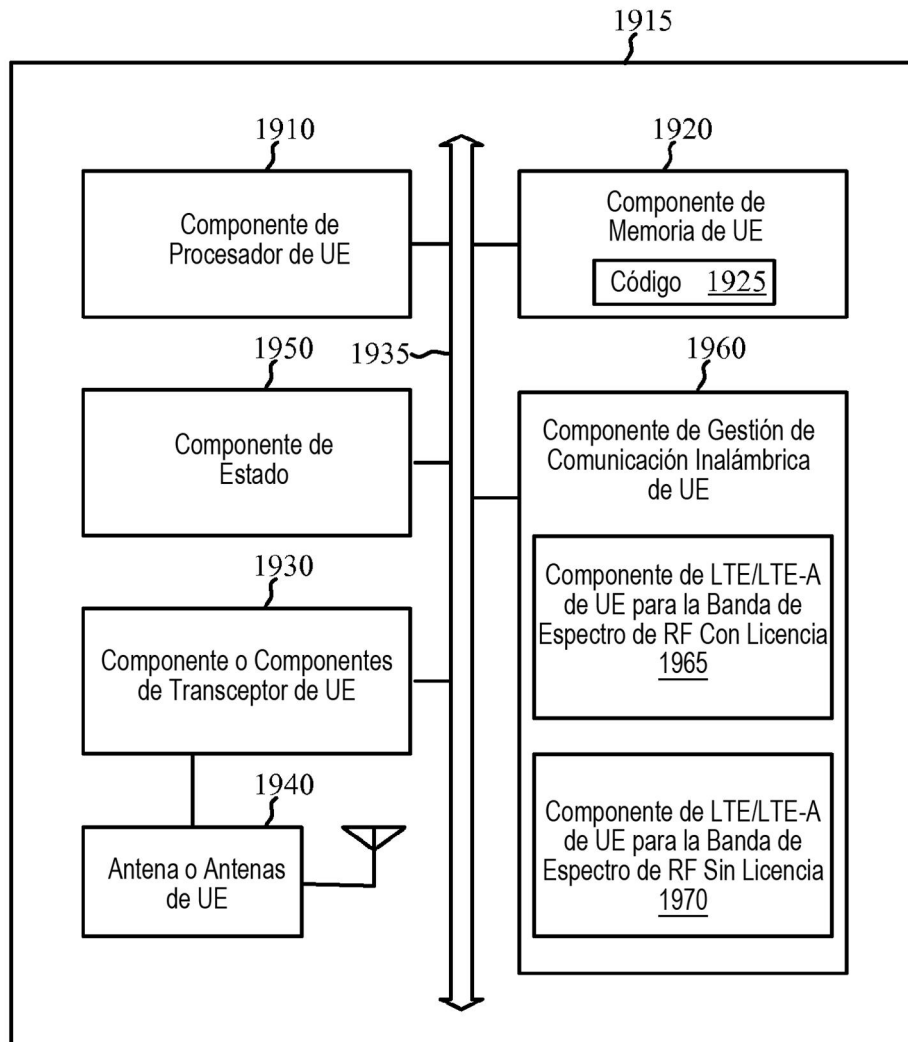 1915
1910
Componente de
Procesador de UE
1920
Componente de
Memoria de UE
Código 1925
1935
1950
Componente de
Estado
1960
Componente de Gestión de
Comunicación Inalámbrica
de UE
Componente de LTE/LTE-A
de UE para la Banda de
Espectro de RF Con Licencia
1965
1930
Componente o Componentes
de Transceptor de UE
1940
Antena o Antenas
de UE
Componente de LTE/LTE-A
de UE para la Banda de
Espectro de RF Sin Licencia
1970